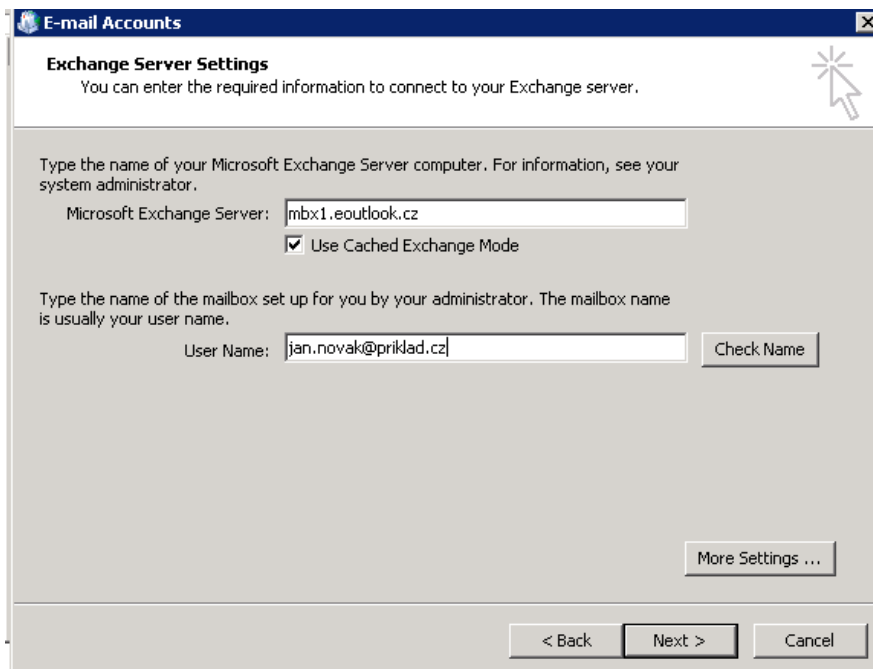 E-mail Accounts
Exchange Server Settings
You can enter the required information to connect to your Exchange server.
Type the name of your Microsoft Exchange Server computer. For information, see your
system administrator.
Microsoft Exchange Server: mbx1.eoutlook.cz
Use Cached Exchange Mode
Type the name of the mailbox set up for you by your administrator. The mailbox name
is usually your user name.
User Name: jan.novak@priklad.cz Check Name
More Settings ...
< Back Next > Cancel